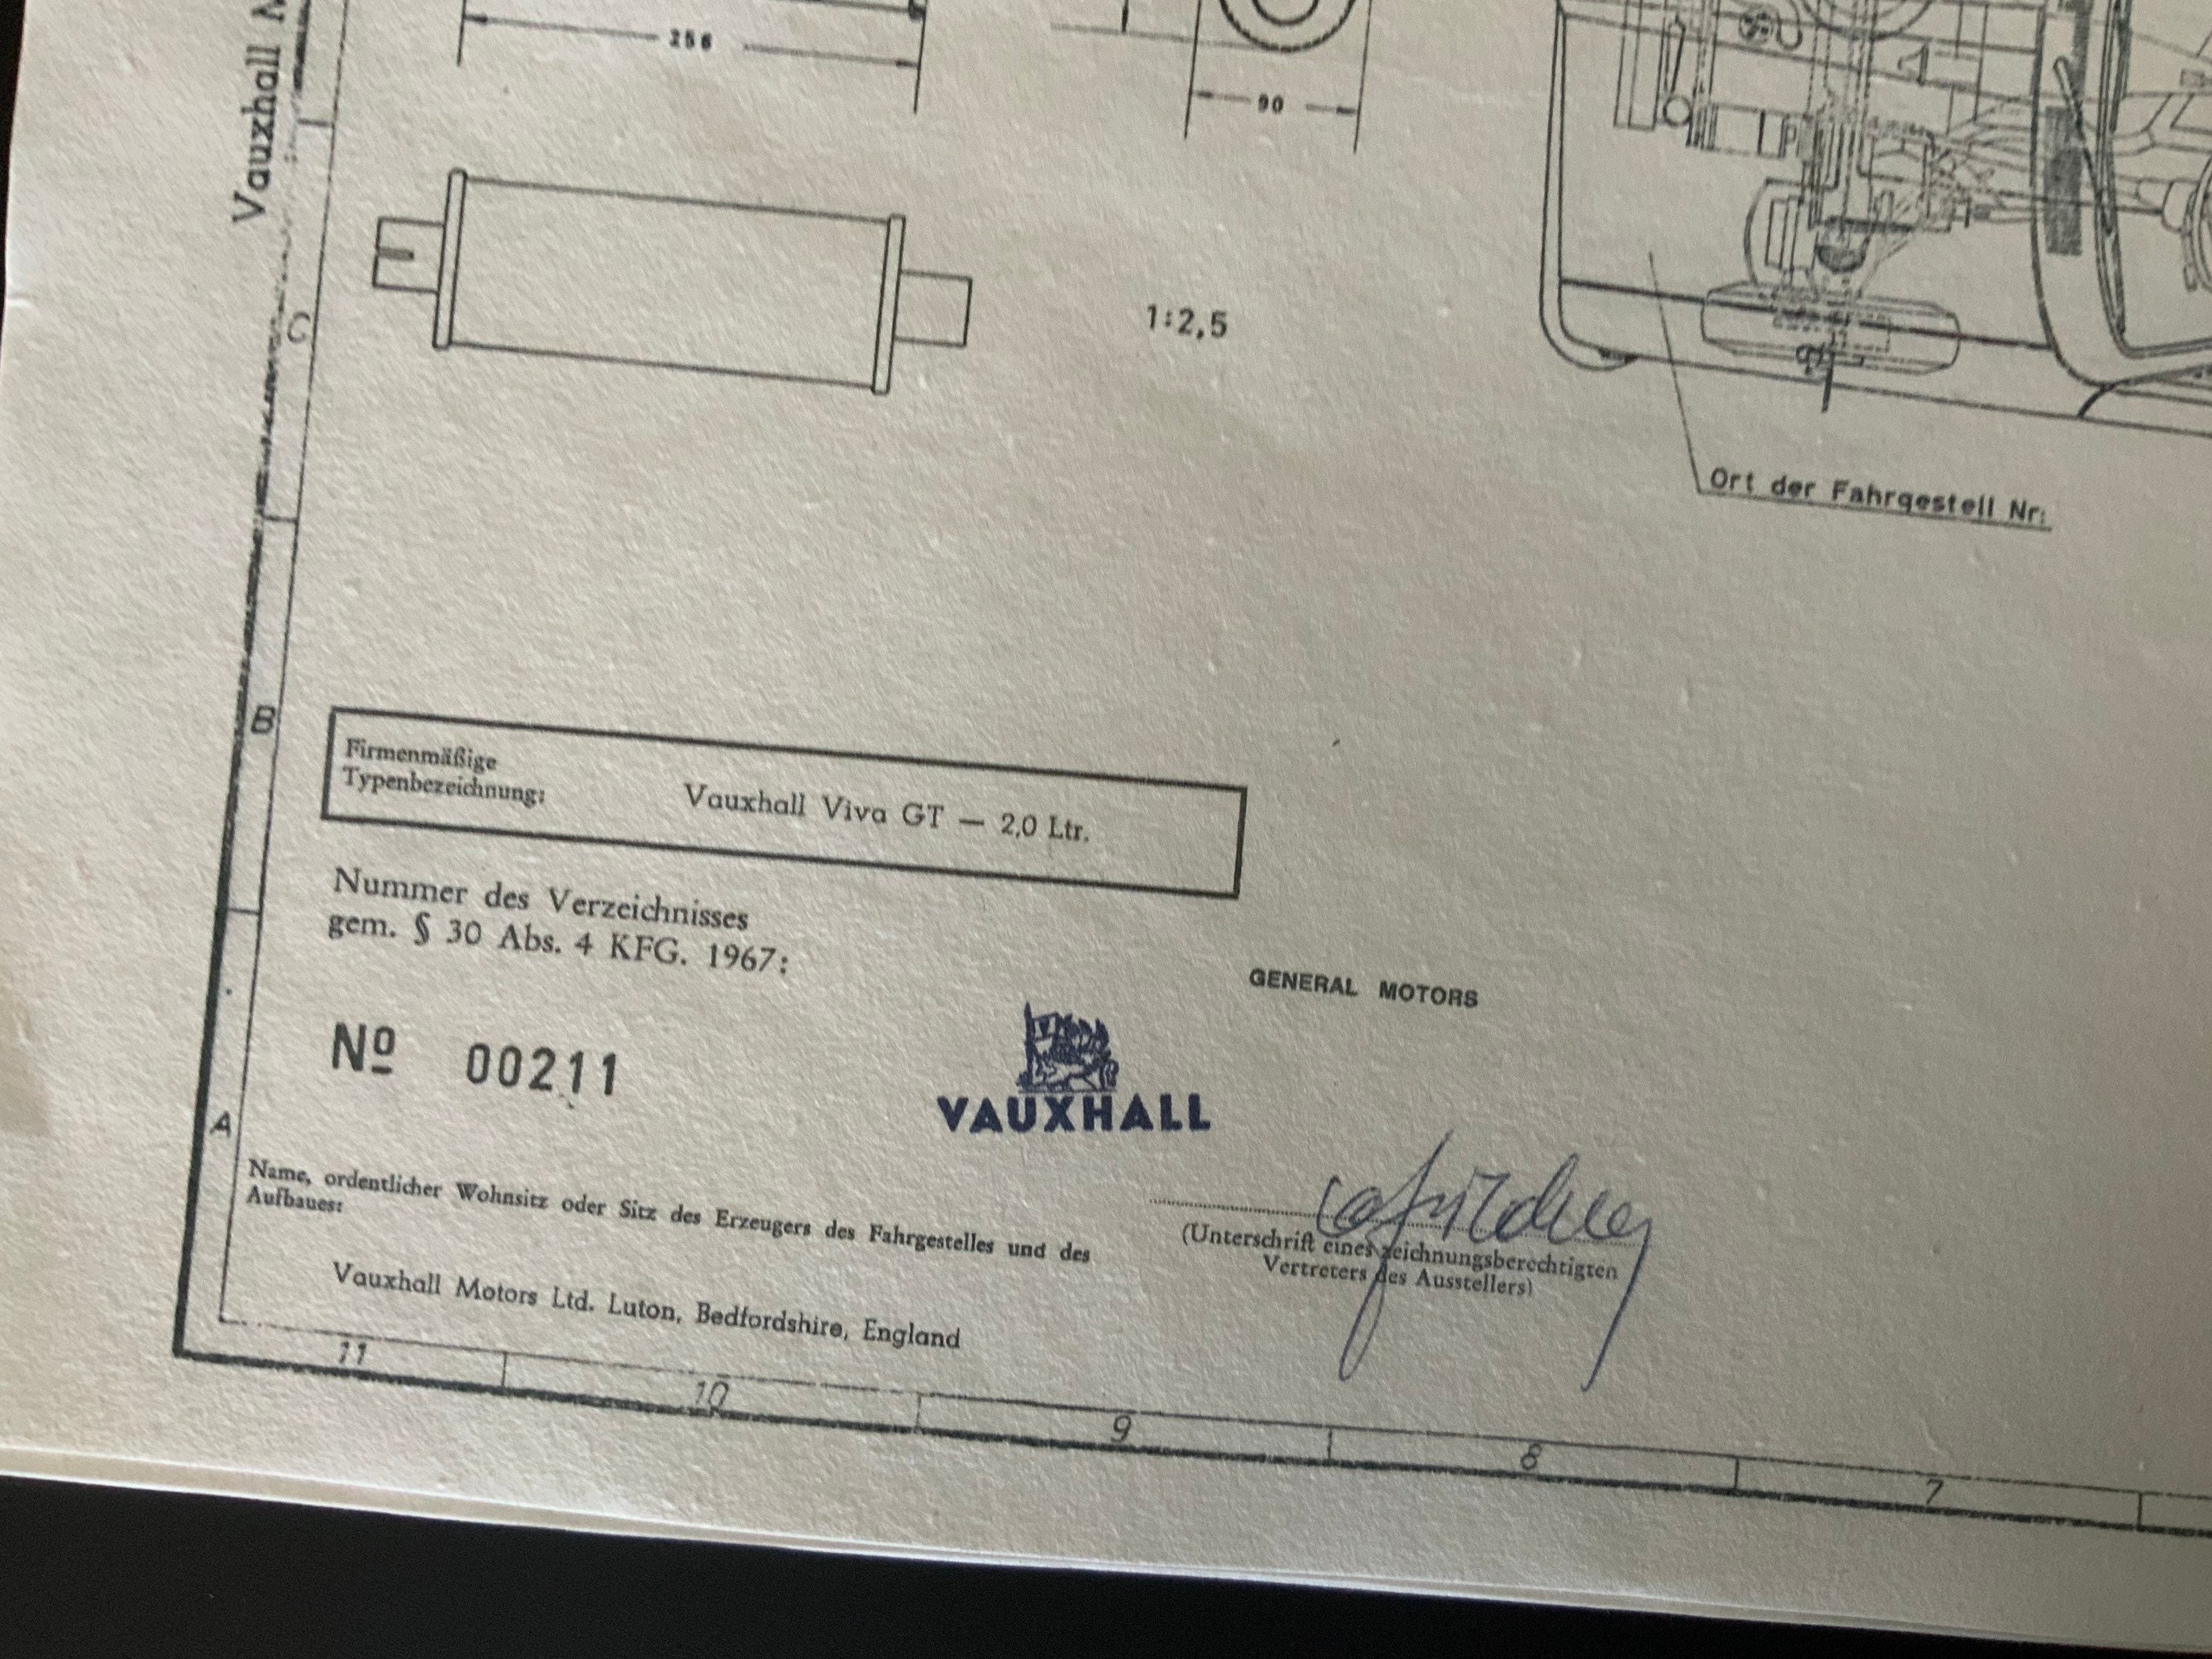 Vauxhall
256
90
C
1:2,5
Ort der Fahrgestell Nr:
B
Firmenmäßige
Typenbezeichnung:
Vauxhall Viva GT — 2,0 Ltr.
Nummer des Verzeichnisses
gem. § 30 Abs. 4 KFG. 1967:
GENERAL MOTORS
Nº 00211
VAUXHALL
A
Name, ordentlicher Wohnsitz oder Sitz des Erzeugers des Fahrgestelles und des
Aufbaues:
(Unterschrift eines zeichnungsberechtigten
Vertreters des Ausstellers)
Vauxhall Motors Ltd. Luton, Bedfordshire, England
11
10
9
8
7